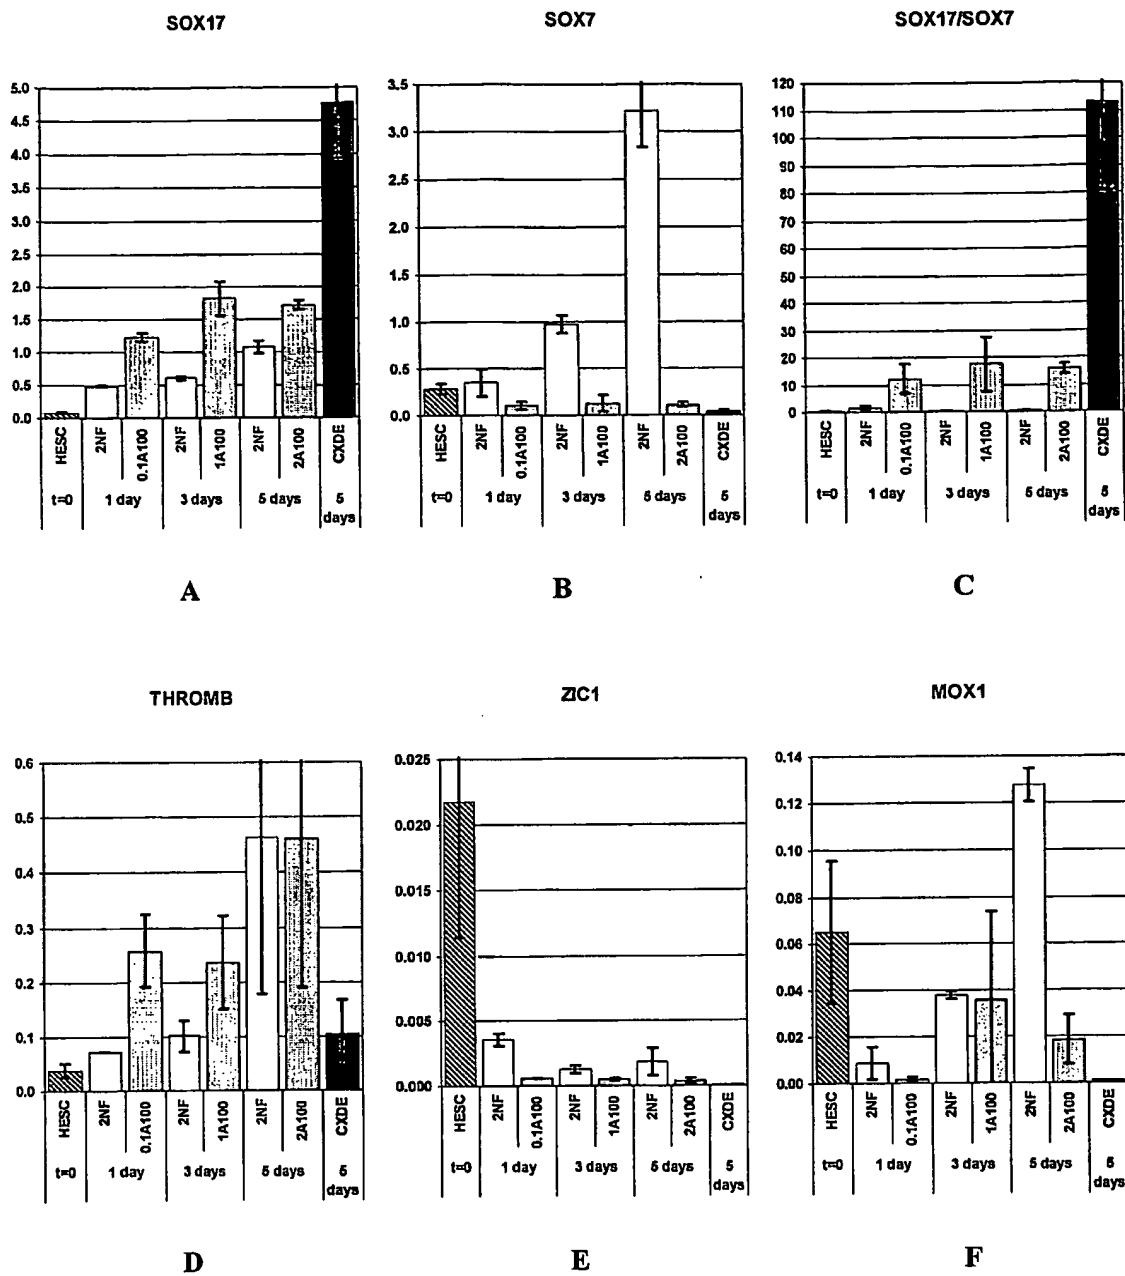 SOX17 SOX7 SOX17/SOX7
5.0 4.5 4.0 3.5 3.0 2.5 2.0 1.5 1.0 0.5 0.0
HESC 2NF 0.1A100 2NF 1A100 2NF 2A100 CXDE
t=0 1 day 3 days 5 days 5 days
3.5 3.0 2.5 2.0 1.5 1.0 0.5 0.0
HESC 2NF 0.1A100 2NF 1A100 2NF 2A100 CXDE
t=0 1 day 3 days 5 days 5 days
120 110 100 90 80 70 60 50 40 30 20 10 0
HESC 2NF 0.1A100 2NF 1A100 2NF 2A100 CXDE
t=0 1 day 3 days 5 days 5 days
A B C
THROMB ZIC1 MOX1
0.6 0.5 0.4 0.3 0.2 0.1 0.0
HESC 2NF 0.1A100 2NF 1A100 2NF 2A100 CXDE
t=0 1 day 3 days 5 days 5 days
0.025 0.020 0.015 0.010 0.005 0.000
HESC 2NF 0.1A100 2NF 1A100 2NF 2A100 CXDE
t=0 1 day 3 days 5 days 5 days
0.14 0.12 0.10 0.08 0.06 0.04 0.02 0.00
HESC 2NF 0.1A100 2NF 1A100 2NF 2A100 CXDE
t=0 1 day 3 days 5 days 5 days
D E F